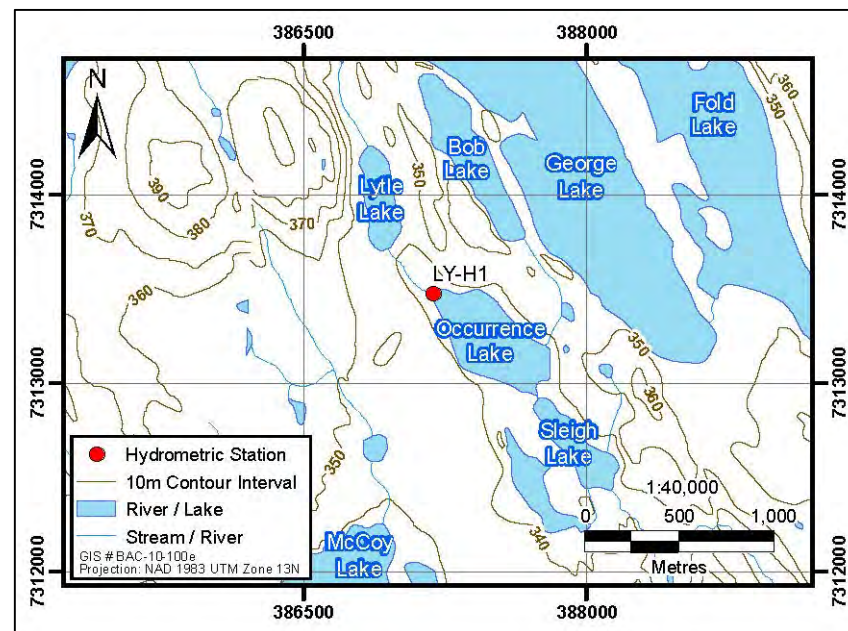 386500
388000
N
360
350
Fold
Lake
Bob
Lake
George
Lake
350
Lytle
Lake
390
380
370
370
7314000
7314000
360
LY-H1
Occurrence
Lake
350
360
7313000
7313000
Sleigh
Lake
350
340
Hydrometric Station
10m Contour Interval
River / Lake
Stream / River
GIS # BAC-10-100e
Projection: NAD 1983 UTM Zone 13N
McCoy
Lake
1:40,000
0 500 1,000
Metres
7312000
7312000
386500
388000